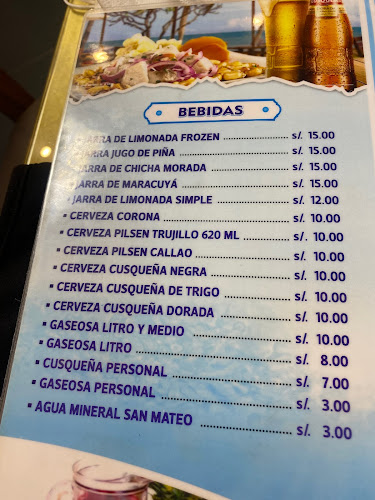 BEBIDAS
JARRA DE LIMONADA FROZEN s/. 15.00
JARRA JUGO DE PIÑA s/. 15.00
JARRA DE CHICHA MORADA s/. 15.00
JARRA DE MARACUYÁ s/. 15.00
JARRA DE LIMONADA SIMPLE s/. 12.00
▪ CERVEZA CORONA s/. 10.00
▪ CERVEZA PILSEN TRUJILLO 620 ML s/. 10.00
▪ CERVEZA PILSEN CALLAO s/. 10.00
▪ CERVEZA CUSQUEÑA NEGRA s/. 10.00
▪ CERVEZA CUSQUEÑA DE TRIGO s/. 10.00
▪ CERVEZA CUSQUEÑA DORADA s/. 10.00
▪ GASEOSA LITRO Y MEDIO s/. 10.00
▪ GASEOSA LITRO s/. 8.00
▪ CUSQUEÑA PERSONAL s/. 7.00
▪ GASEOSA PERSONAL s/. 3.00
▪ AGUA MINERAL SAN MATEO s/. 3.00